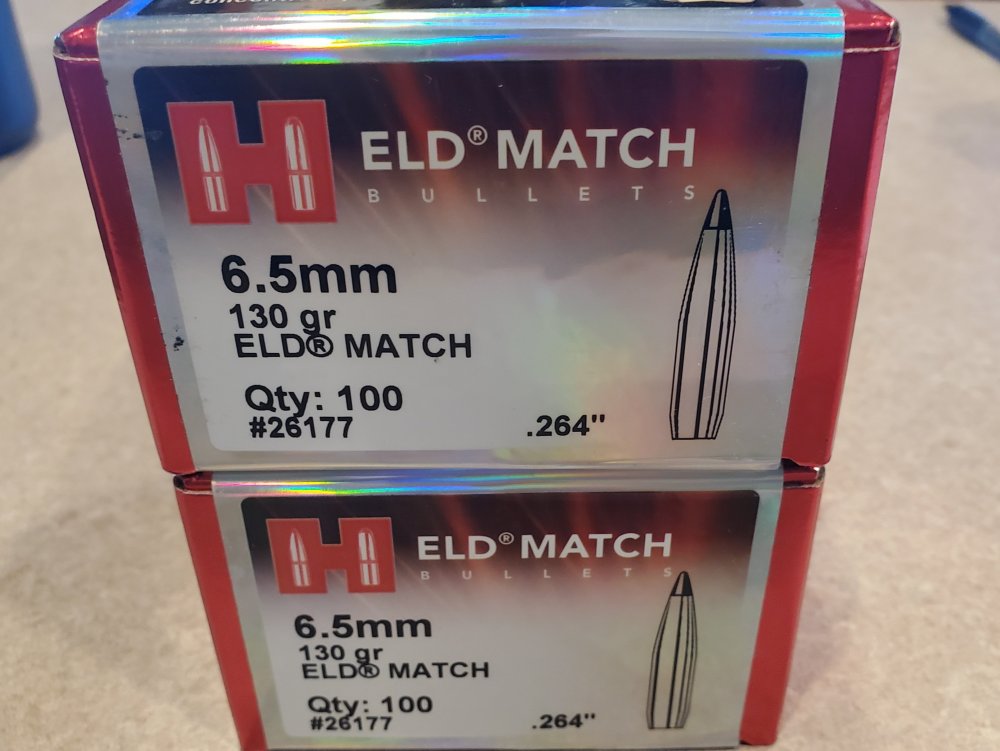 ELD® MATCH
BULLETS
6.5mm
130 gr
ELD® MATCH
Qty: 100
#26177 .264"
ELD® MATCH
BULLETS
6.5mm
130 gr
ELD® MATCH
Qty: 100
#26177 .264"